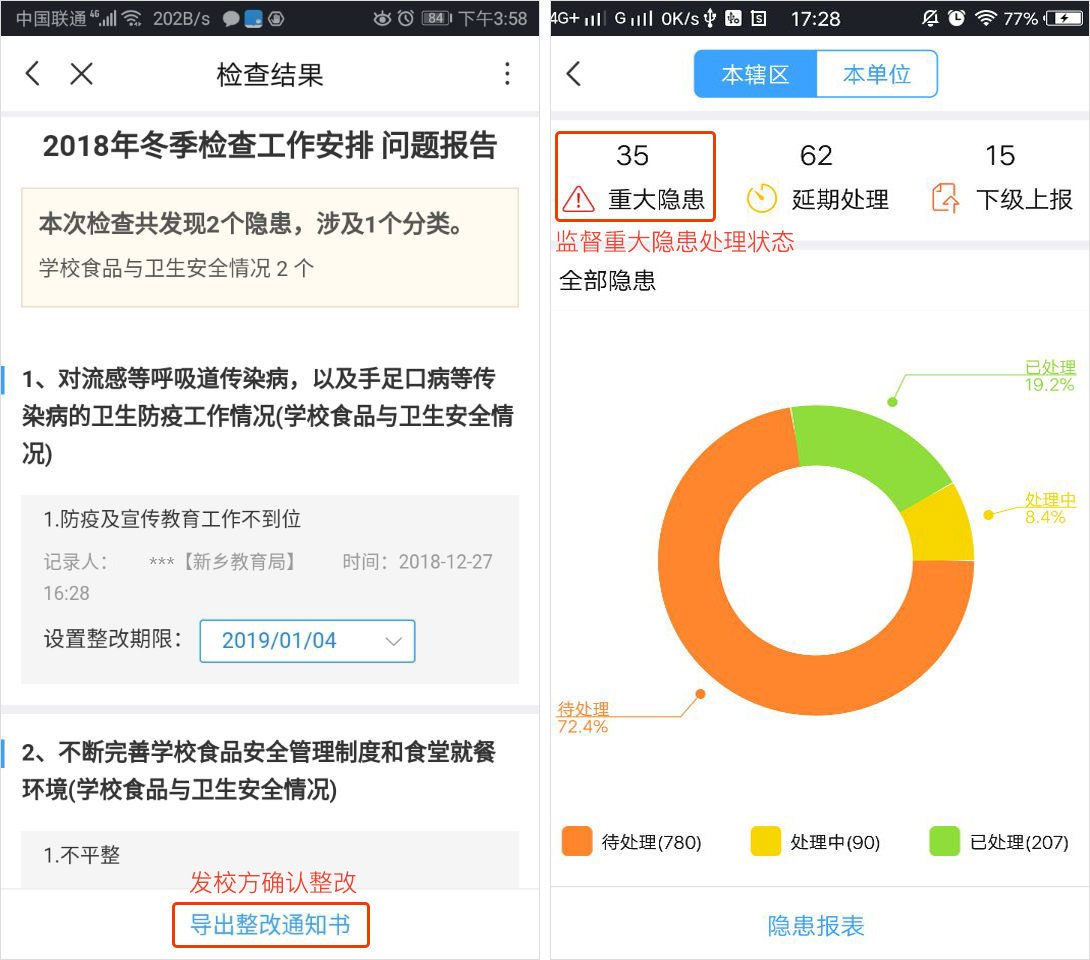 中国联通 4G 202B/s 84 下午3:58
检查结果
2018年冬季检查工作安排 问题报告
本次检查共发现2个隐患，涉及1个分类。
学校食品与卫生安全情况 2 个
1、对流感等呼吸道传染病，以及手足口病等传
染病的卫生防疫工作情况(学校食品与卫生安全情
况)
1.防疫及宣传教育工作不到位
记录人： ***【新乡教育局】 时间：2018-12-27
16:28
设置整改期限： 2019/01/04
2、不断完善学校食品安全管理制度和食堂就餐
环境(学校食品与卫生安全情况)
1.不平整
发校方确认整改
导出整改通知书
4G+ G 0K/s 17:28 77%
本辖区 本单位
35 62 15
重大隐患 延期处理 下级上报
监督重大隐患处理状态
全部隐患
已处理
19.2%
处理中
8.4%
待处理
72.4%
待处理(780) 处理中(90) 已处理(207)
隐患报表